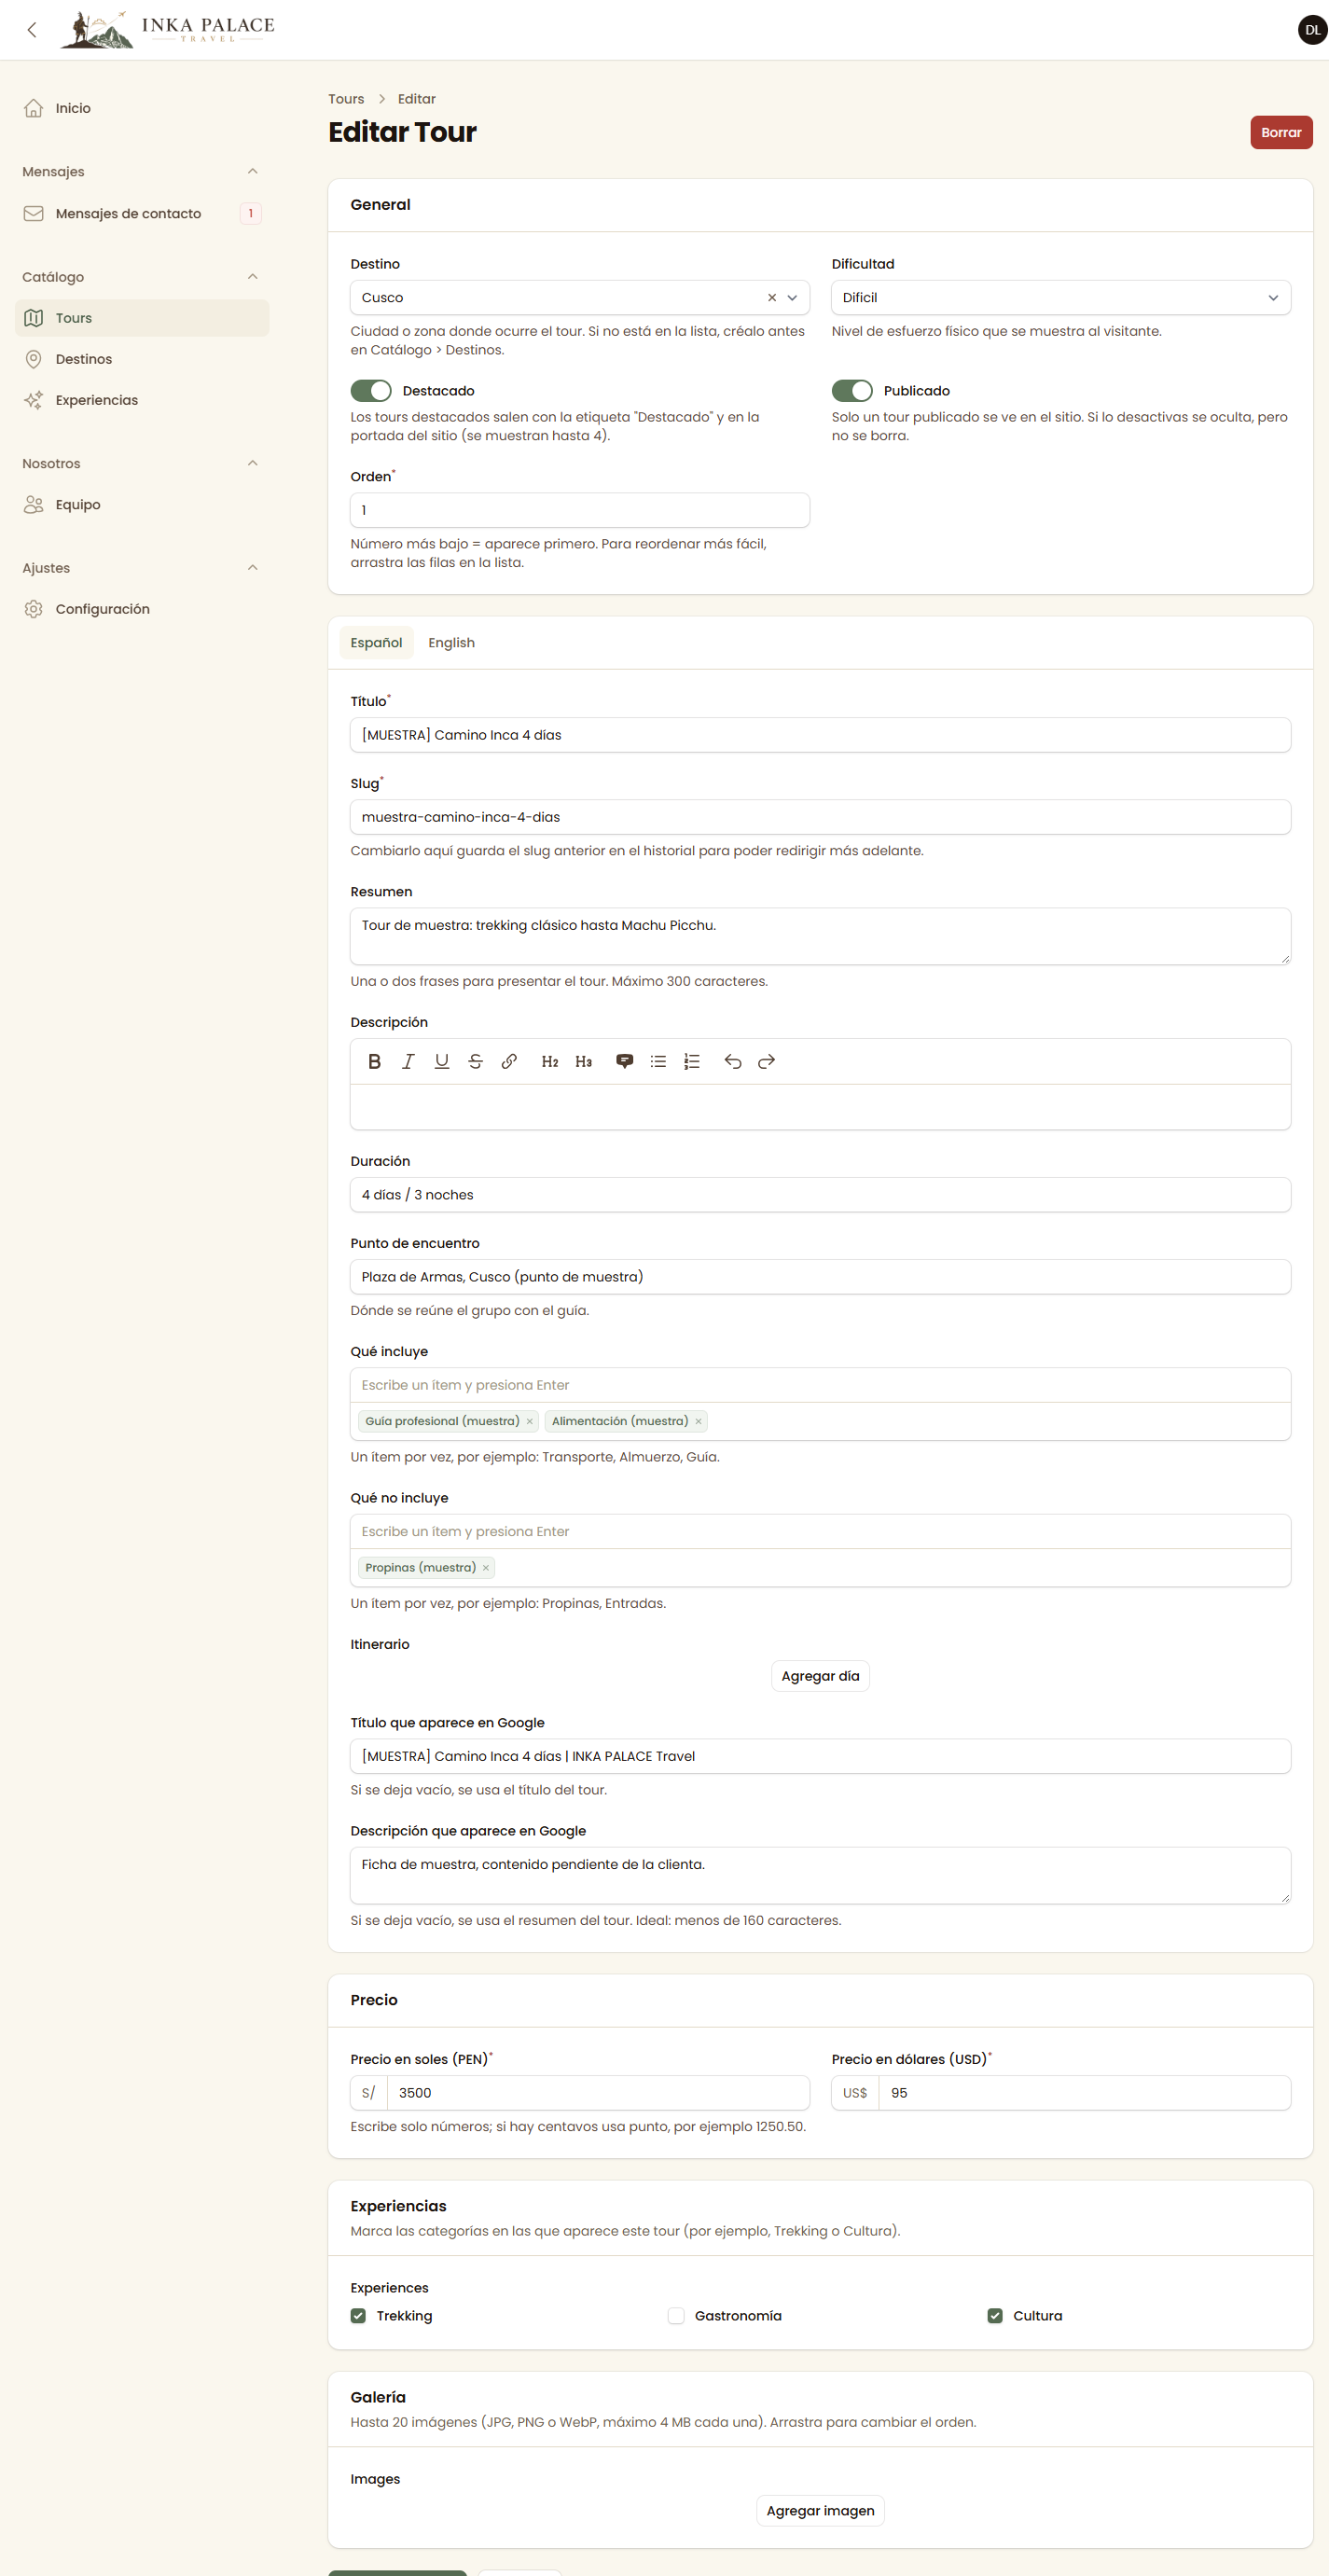 INKA PALACE
TRAVEL
DL
Inicio
Mensajes
Mensajes de contacto
1
Catálogo
Tours
Destinos
Experiencias
Nosotros
Equipo
Ajustes
Configuración
Tours > Editar
Editar Tour
Borrar
General
Destino
Cusco
Ciudad o zona donde ocurre el tour. Si no está en la lista, créalo antes
en Catálogo > Destinos.
Dificultad
Difícil
Nivel de esfuerzo físico que se muestra al visitante.
Destacado
Los tours destacados salen con la etiqueta "Destacado" y en la
portada del sitio (se muestran hasta 4).
Publicado
Solo un tour publicado se ve en el sitio. Si lo desactivas se oculta, pero
no se borra.
Orden*
1
Número más bajo = aparece primero. Para reordenar más fácil,
arrastra las filas en la lista.
Español
English
Título*
[MUESTRA] Camino Inca 4 días
Slug*
muestra-camino-inca-4-dias
Cambiarlo aquí guarda el slug anterior en el historial para poder redirigir más adelante.
Resumen
Tour de muestra: trekking clásico hasta Machu Picchu.
Una o dos frases para presentar el tour. Máximo 300 caracteres.
Descripción
B I U S H2 H3
Duración
4 días / 3 noches
Punto de encuentro
Plaza de Armas, Cusco (punto de muestra)
Dónde se reúne el grupo con el guía.
Qué incluye
Escribe un ítem y presiona Enter
Guía profesional (muestra) ×
Alimentación (muestra) ×
Un ítem por vez, por ejemplo: Transporte, Almuerzo, Guía.
Qué no incluye
Escribe un ítem y presiona Enter
Propinas (muestra) ×
Un ítem por vez, por ejemplo: Propinas, Entradas.
Itinerario
Agregar día
Título que aparece en Google
[MUESTRA] Camino Inca 4 días | INKA PALACE Travel
Si se deja vacío, se usa el título del tour.
Descripción que aparece en Google
Ficha de muestra, contenido pendiente de la clienta.
Si se deja vacío, se usa el resumen del tour. Ideal: menos de 160 caracteres.
Precio
Precio en soles (PEN)*
S/ 3500
Escribe solo números; si hay centavos usa punto, por ejemplo 1250.50.
Precio en dólares (USD)*
US$ 95
Experiencias
Marca las categorías en las que aparece este tour (por ejemplo, Trekking o Cultura).
Experiences
Trekking
Gastronomía
Cultura
Galería
Hasta 20 imágenes (JPG, PNG o WebP, máximo 4 MB cada una). Arrastra para cambiar el orden.
Images
Agregar imagen